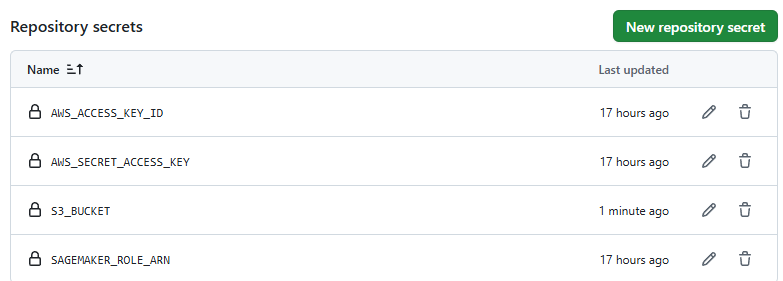 Repository secrets
New repository secret
Name
Last updated
AWS_ACCESS_KEY_ID
17 hours ago
AWS_SECRET_ACCESS_KEY
17 hours ago
S3_BUCKET
1 minute ago
SAGEMAKER_ROLE_ARN
17 hours ago